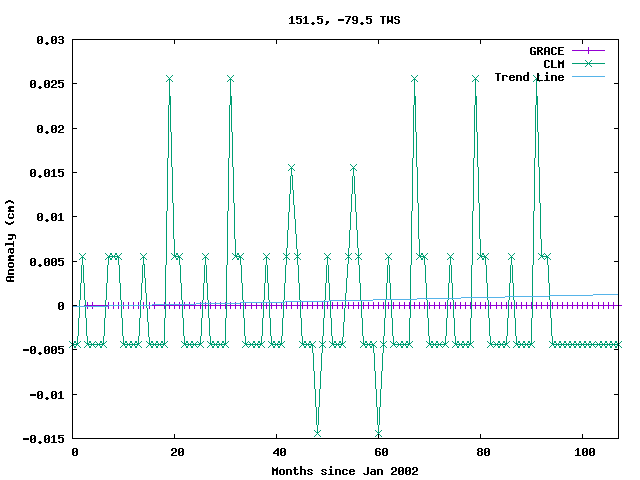 151.5, -79.5 TWS
GRACE
CLM
Trend Line
0.03
0.025
0.02
0.015
0.01
0.005
0
-0.005
-0.01
-0.015
Anomaly (cm)
0 20 40 60 80 100
Months since Jan 2002